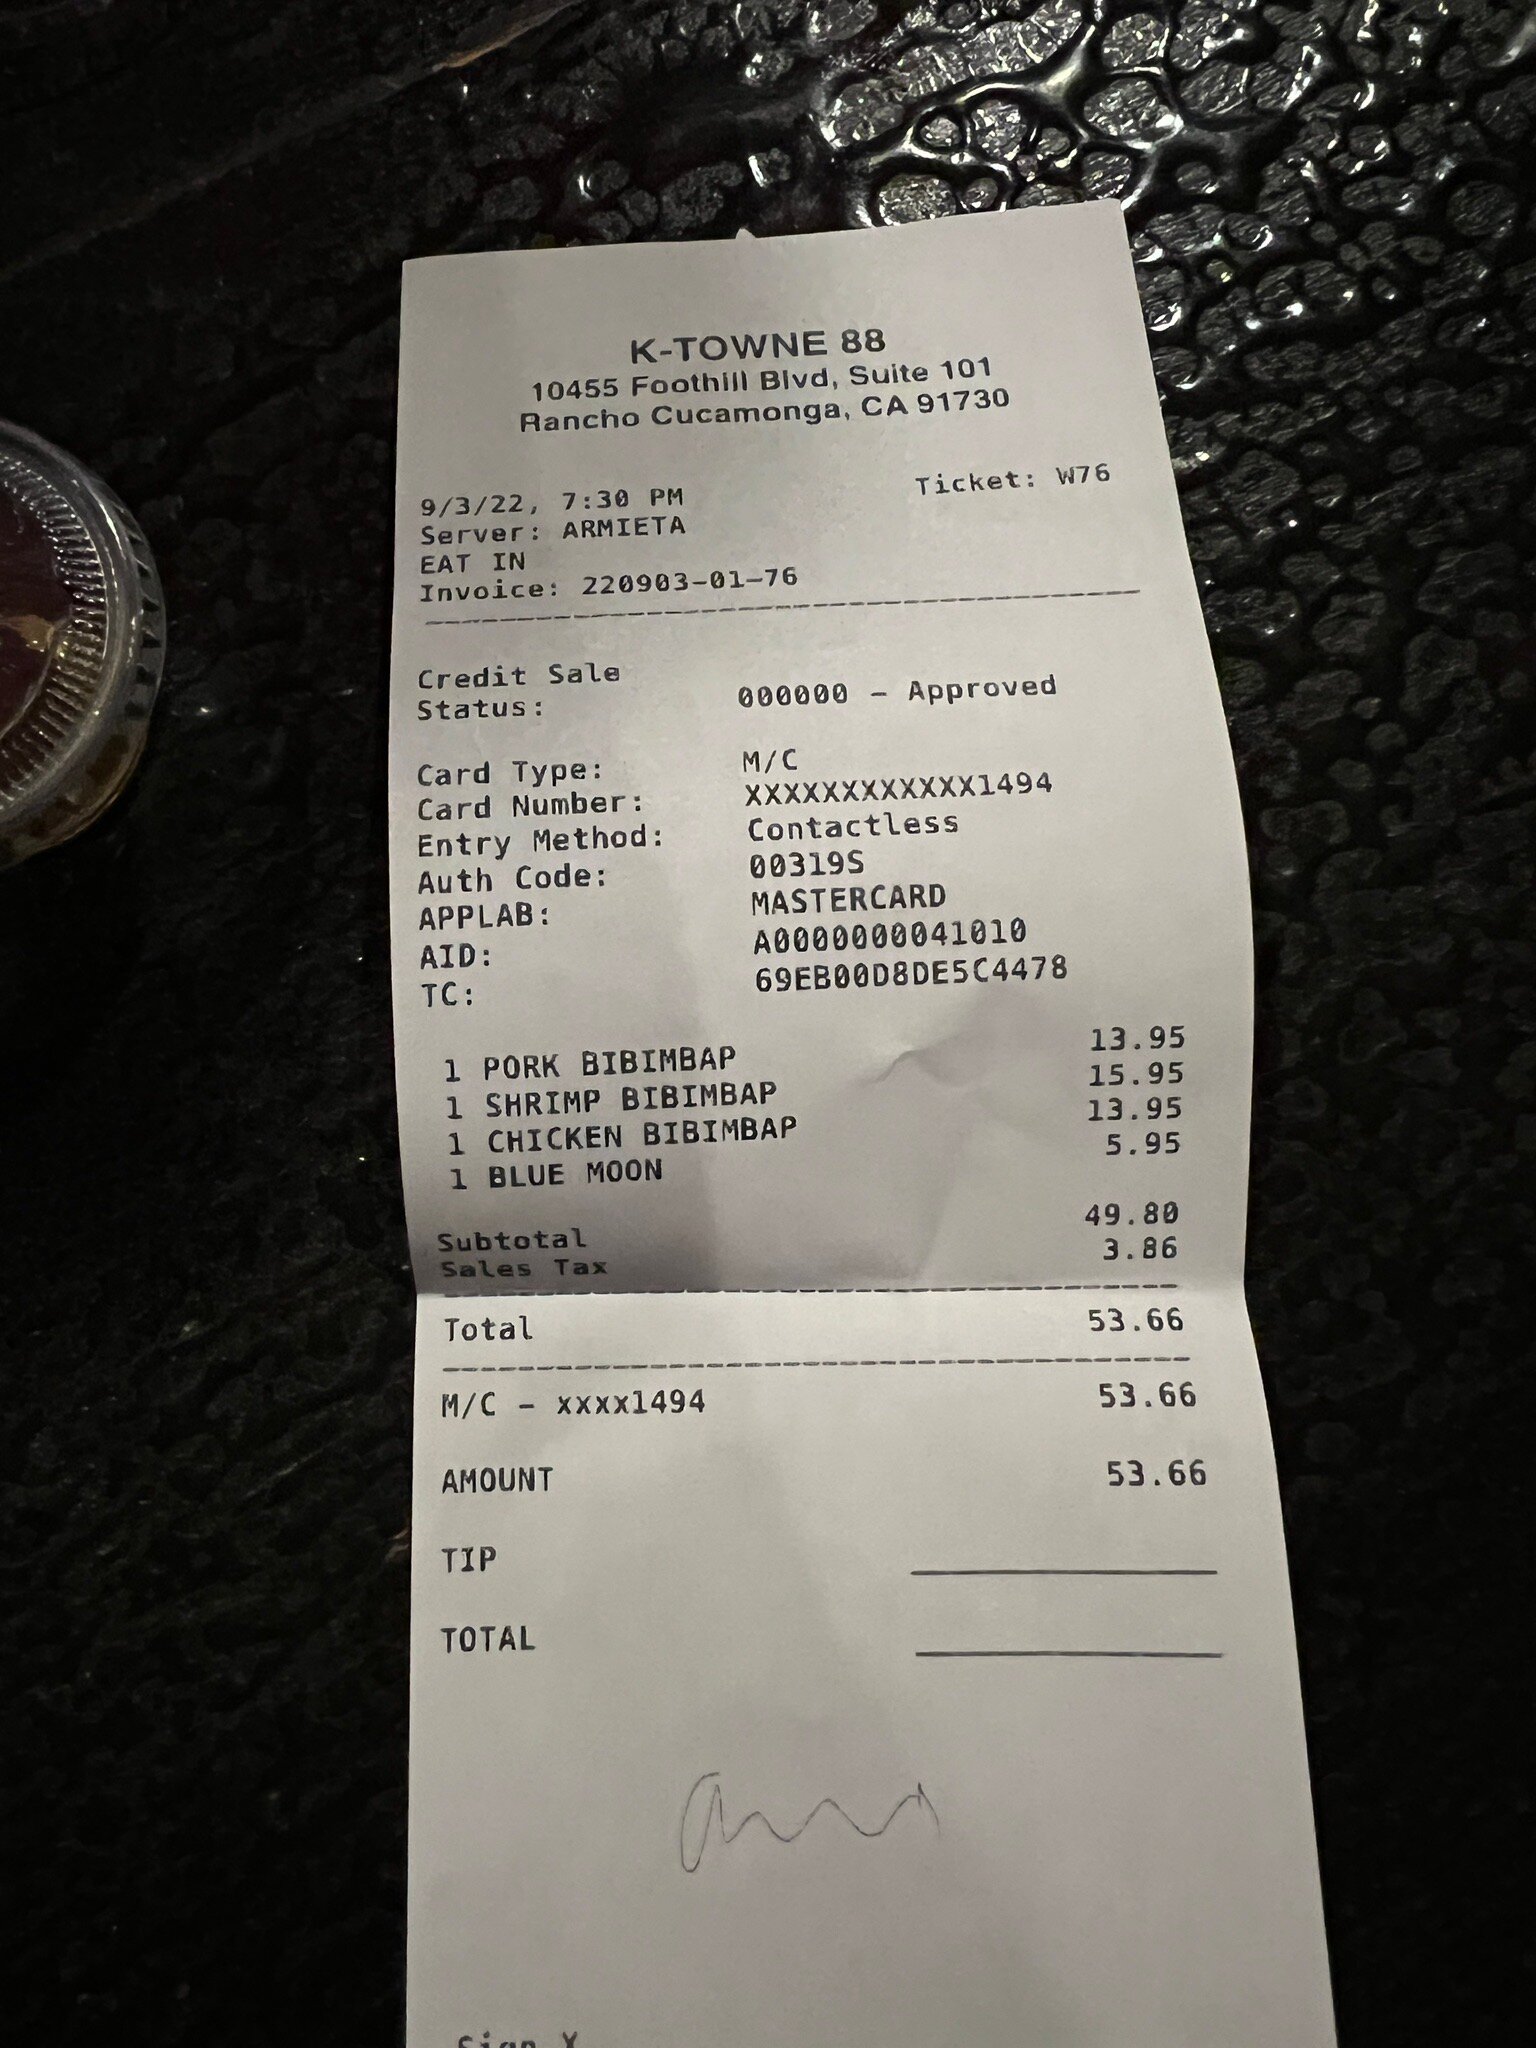 K-TOWNE 88
10455 Foothill Blvd, Suite 101
Rancho Cucamonga, CA 91730
9/3/22, 7:30 PM Ticket: W76
Server: ARMIETA
EAT IN
Invoice: 220903-01-76
Credit Sale
Status: 000000 - Approved
Card Type: M/C
Card Number: XXXXXXXXXXXX1494
Entry Method: Contactless
Auth Code: 00319S
APPLAB: MASTERCARD
AID: A0000000041010
TC: 69EB00D8DE5C4478
1 PORK BIBIMBAP 13.95
1 SHRIMP BIBIMBAP 15.95
1 CHICKEN BIBIMBAP 13.95
1 BLUE MOON 5.95
Subtotal 49.80
Sales Tax 3.86
Total 53.66
M/C - xxxx1494 53.66
AMOUNT 53.66
TIP
TOTAL
Sign X